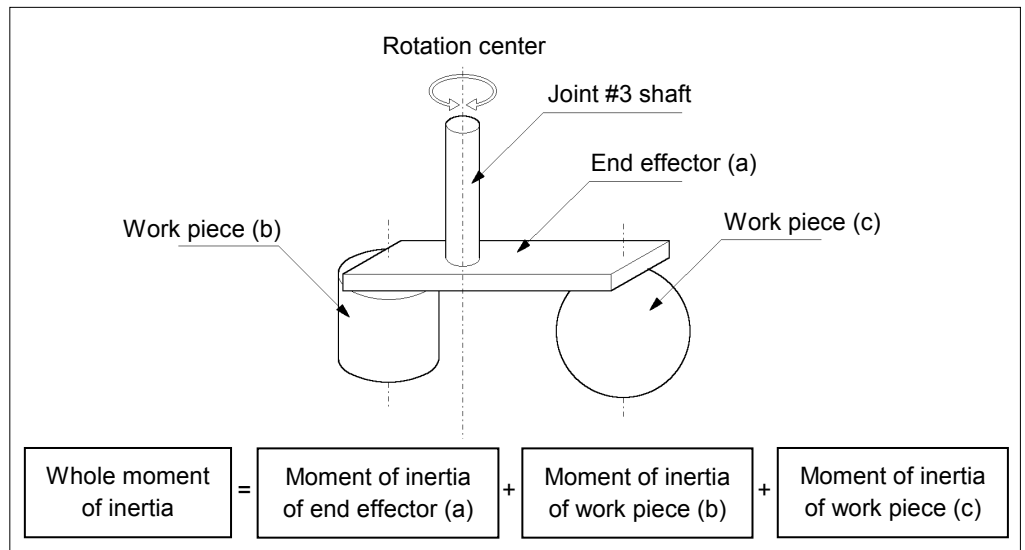 Rotation center
Joint #3 shaft
End effector (a)
Work piece (b)
Work piece (c)
Whole moment
of inertia
=
Moment of inertia
of end effector (a)
+
Moment of inertia
of work piece (b)
+
Moment of inertia
of work piece (c)